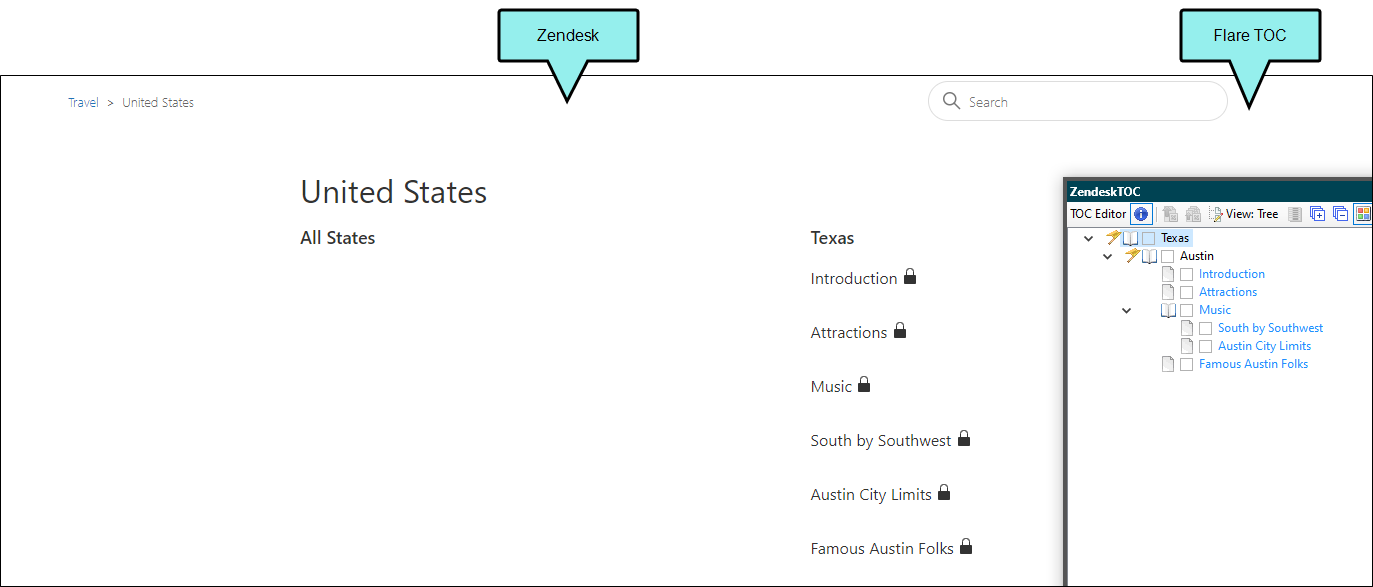 Zendesk
Flare TOC
Travel > United States
Search
United States
All States
Texas
Introduction
Attractions
Music
South by Southwest
Austin City Limits
Famous Austin Folks
ZendeskTOC
TOC Editor View: Tree
Texas
Austin
Introduction
Attractions
Music
South by Southwest
Austin City Limits
Famous Austin Folks